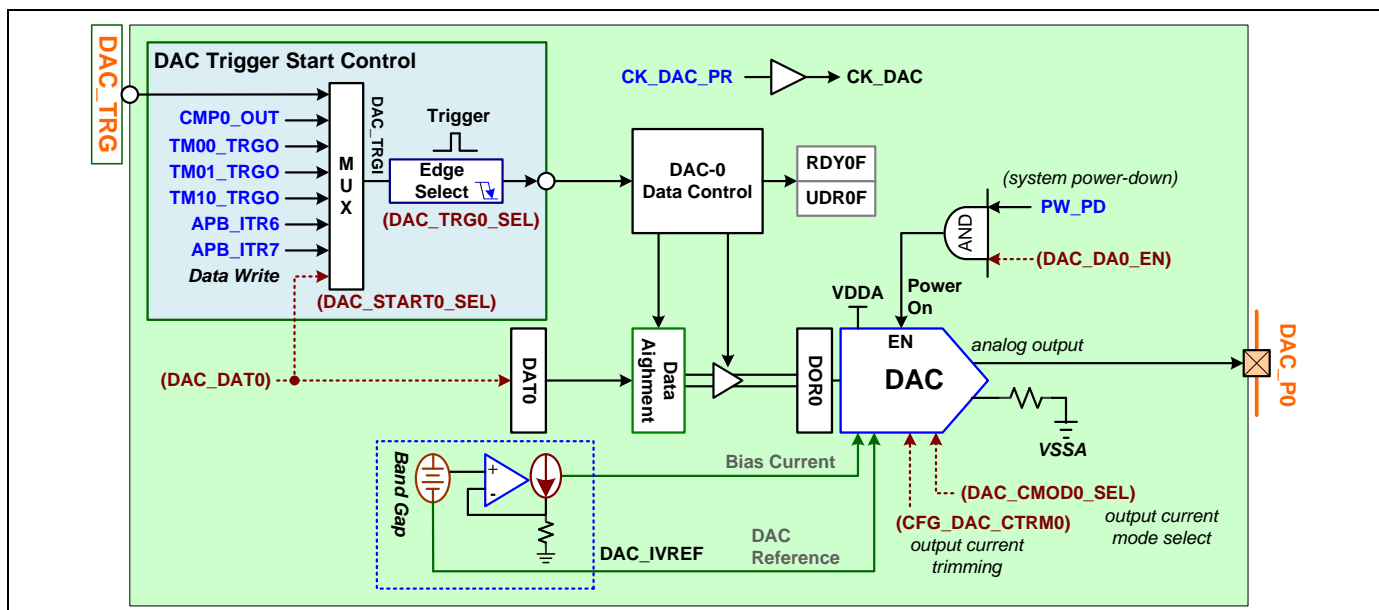 DAC_TRG
DAC Trigger Start Control
CMP0_OUT
TM00_TRGO
TM01_TRGO
TM10_TRGO
APB_ITR6
APB_ITR7
Data Write
MUX
DAC_TRGI
Trigger
Edge
Select
(DAC_TRG0_SEL)
(DAC_START0_SEL)
CK_DAC_PR
CK_DAC
DAC-0
Data Control
RDY0F
UDR0F
(system power-down)
PW_PD
AND
(DAC_DA0_EN)
Power
On
VDDA
EN
DAC
analog output
DAC_P0
VSSA
(DAC_DAT0)
DAT0
Data
Aighment
DOR0
Band Gap
+
-
Bias Current
DAC_IVREF
DAC
Reference
(DAC_CMOD0_SEL)
output current
mode select
(CFG_DAC_CTRM0)
output current
trimming